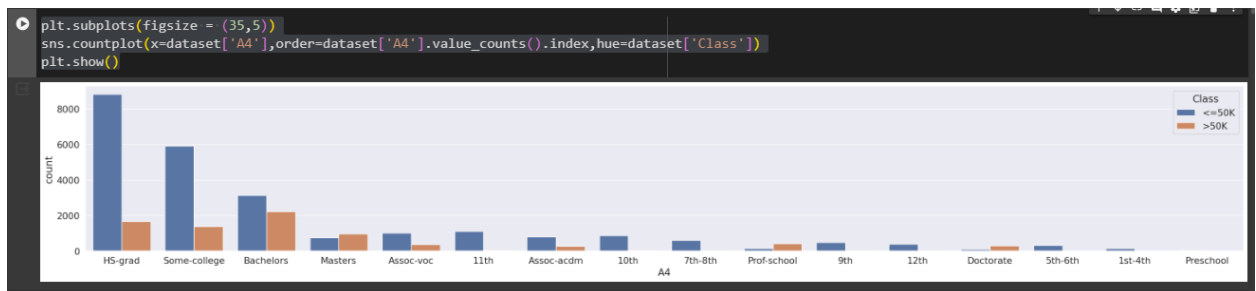 plt.subplots(figsize = (35,5))
sns.countplot(x=dataset['A4'],order=dataset['A4'].value_counts().index,hue=dataset['Class'])
plt.show()
Class
<=50K
>50K
8000
6000
4000
2000
0
count
HS-grad Some-college Bachelors Masters Assoc-voc 11th Assoc-acdm 10th 7th-8th Prof-school 9th 12th Doctorate 5th-6th 1st-4th Preschool
A4